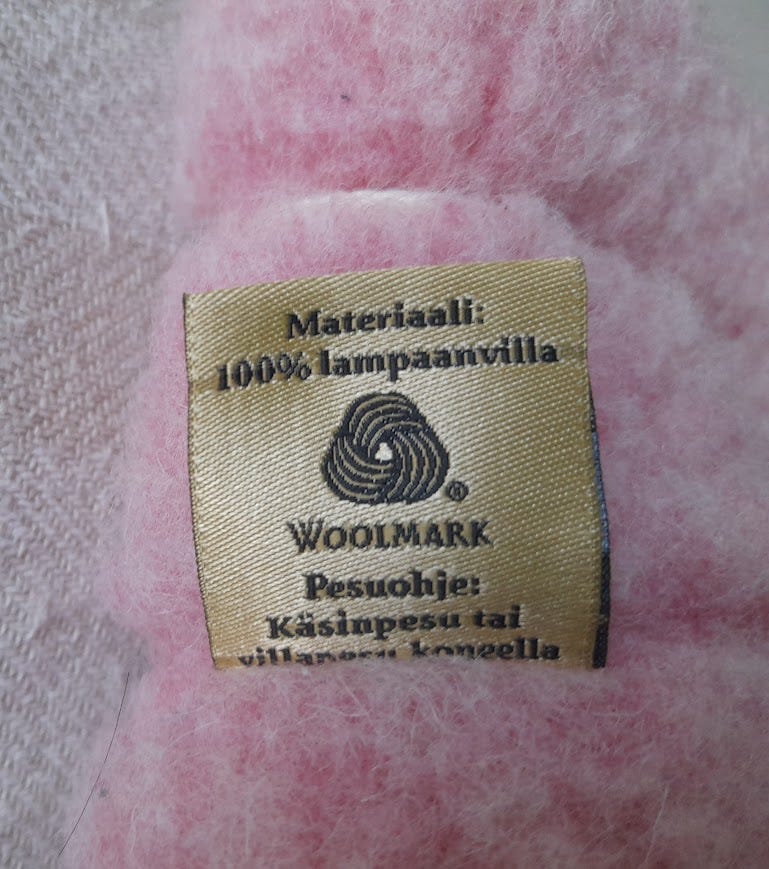 Materiaali:
100% lampaanvilla
®
WOOLMARK
Pesuohje:
Käsinpesu tai
villapesu koneella